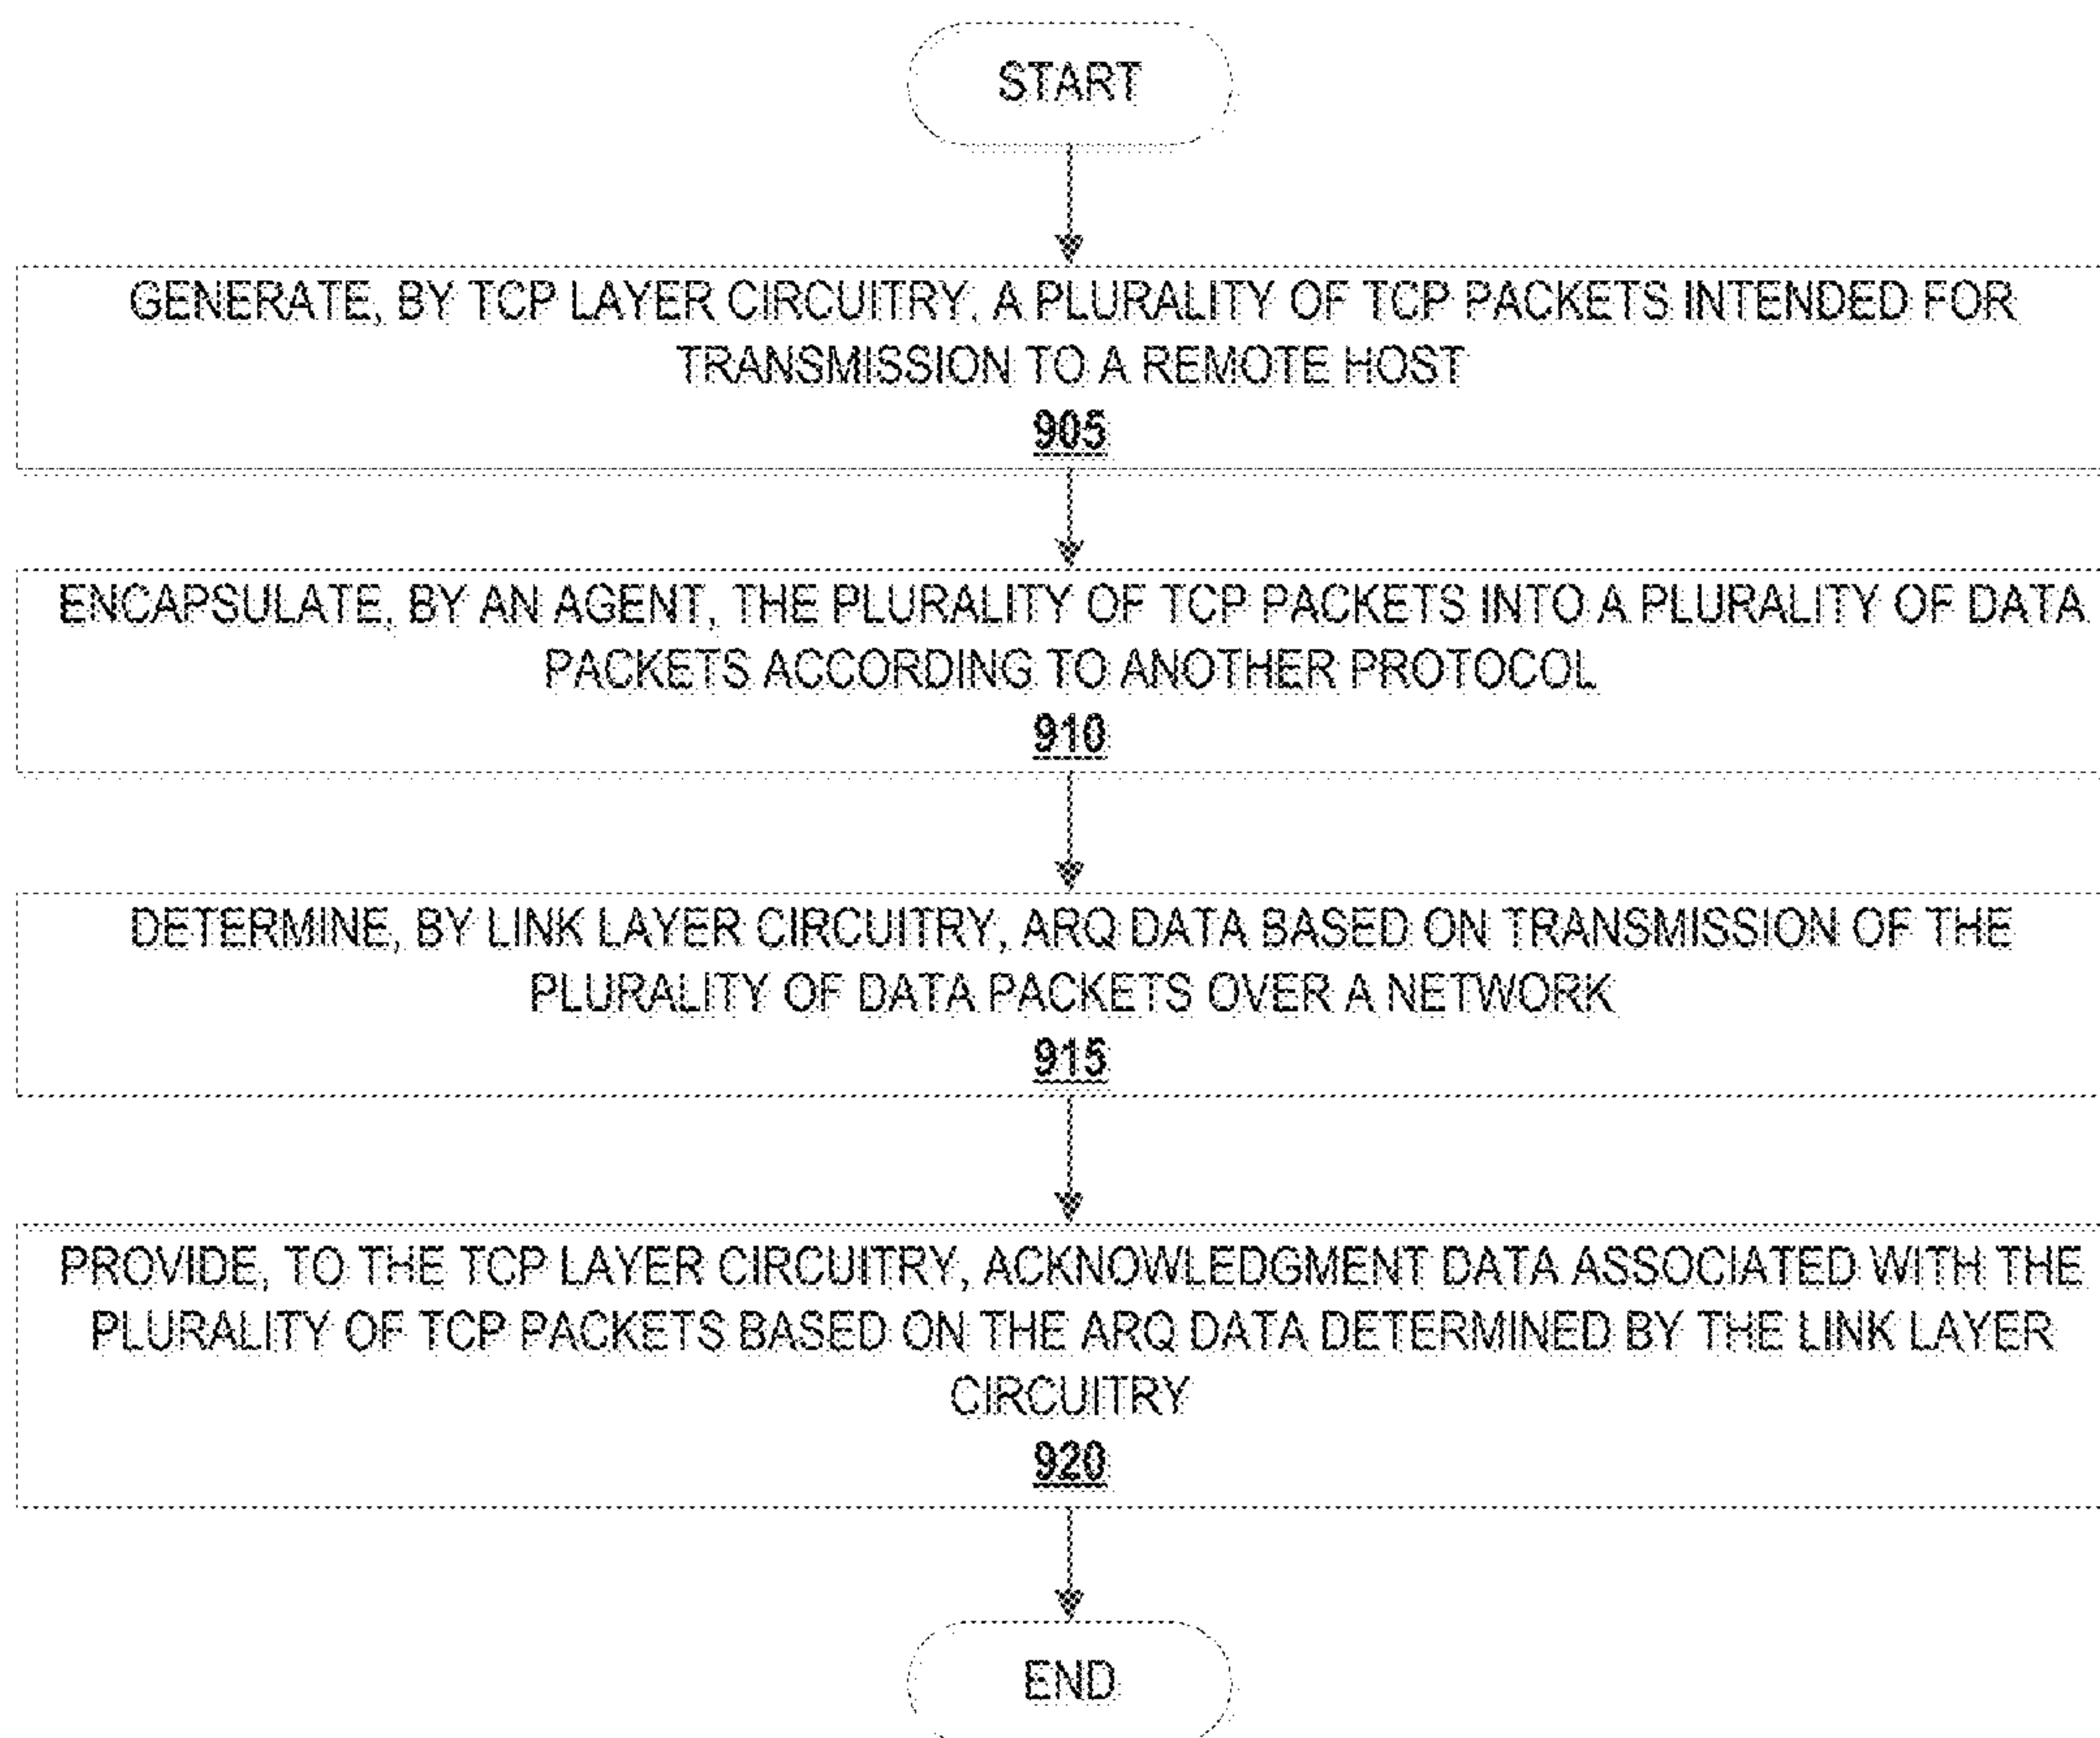 START
GENERATE, BY TCP LAYER CIRCUITRY, A PLURALITY OF TCP PACKETS INTENDED FOR
TRANSMISSION TO A REMOTE HOST
905
ENCAPSULATE, BY AN AGENT, THE PLURALITY OF TCP PACKETS INTO A PLURALITY OF DATA
PACKETS ACCORDING TO ANOTHER PROTOCOL
910
DETERMINE, BY LINK LAYER CIRCUITRY, ARQ DATA BASED ON TRANSMISSION OF THE
PLURALITY OF DATA PACKETS OVER A NETWORK
915
PROVIDE, TO THE TCP LAYER CIRCUITRY, ACKNOWLEDGMENT DATA ASSOCIATED WITH THE
PLURALITY OF TCP PACKETS BASED ON THE ARQ DATA DETERMINED BY THE LINK LAYER
CIRCUITRY
920
END